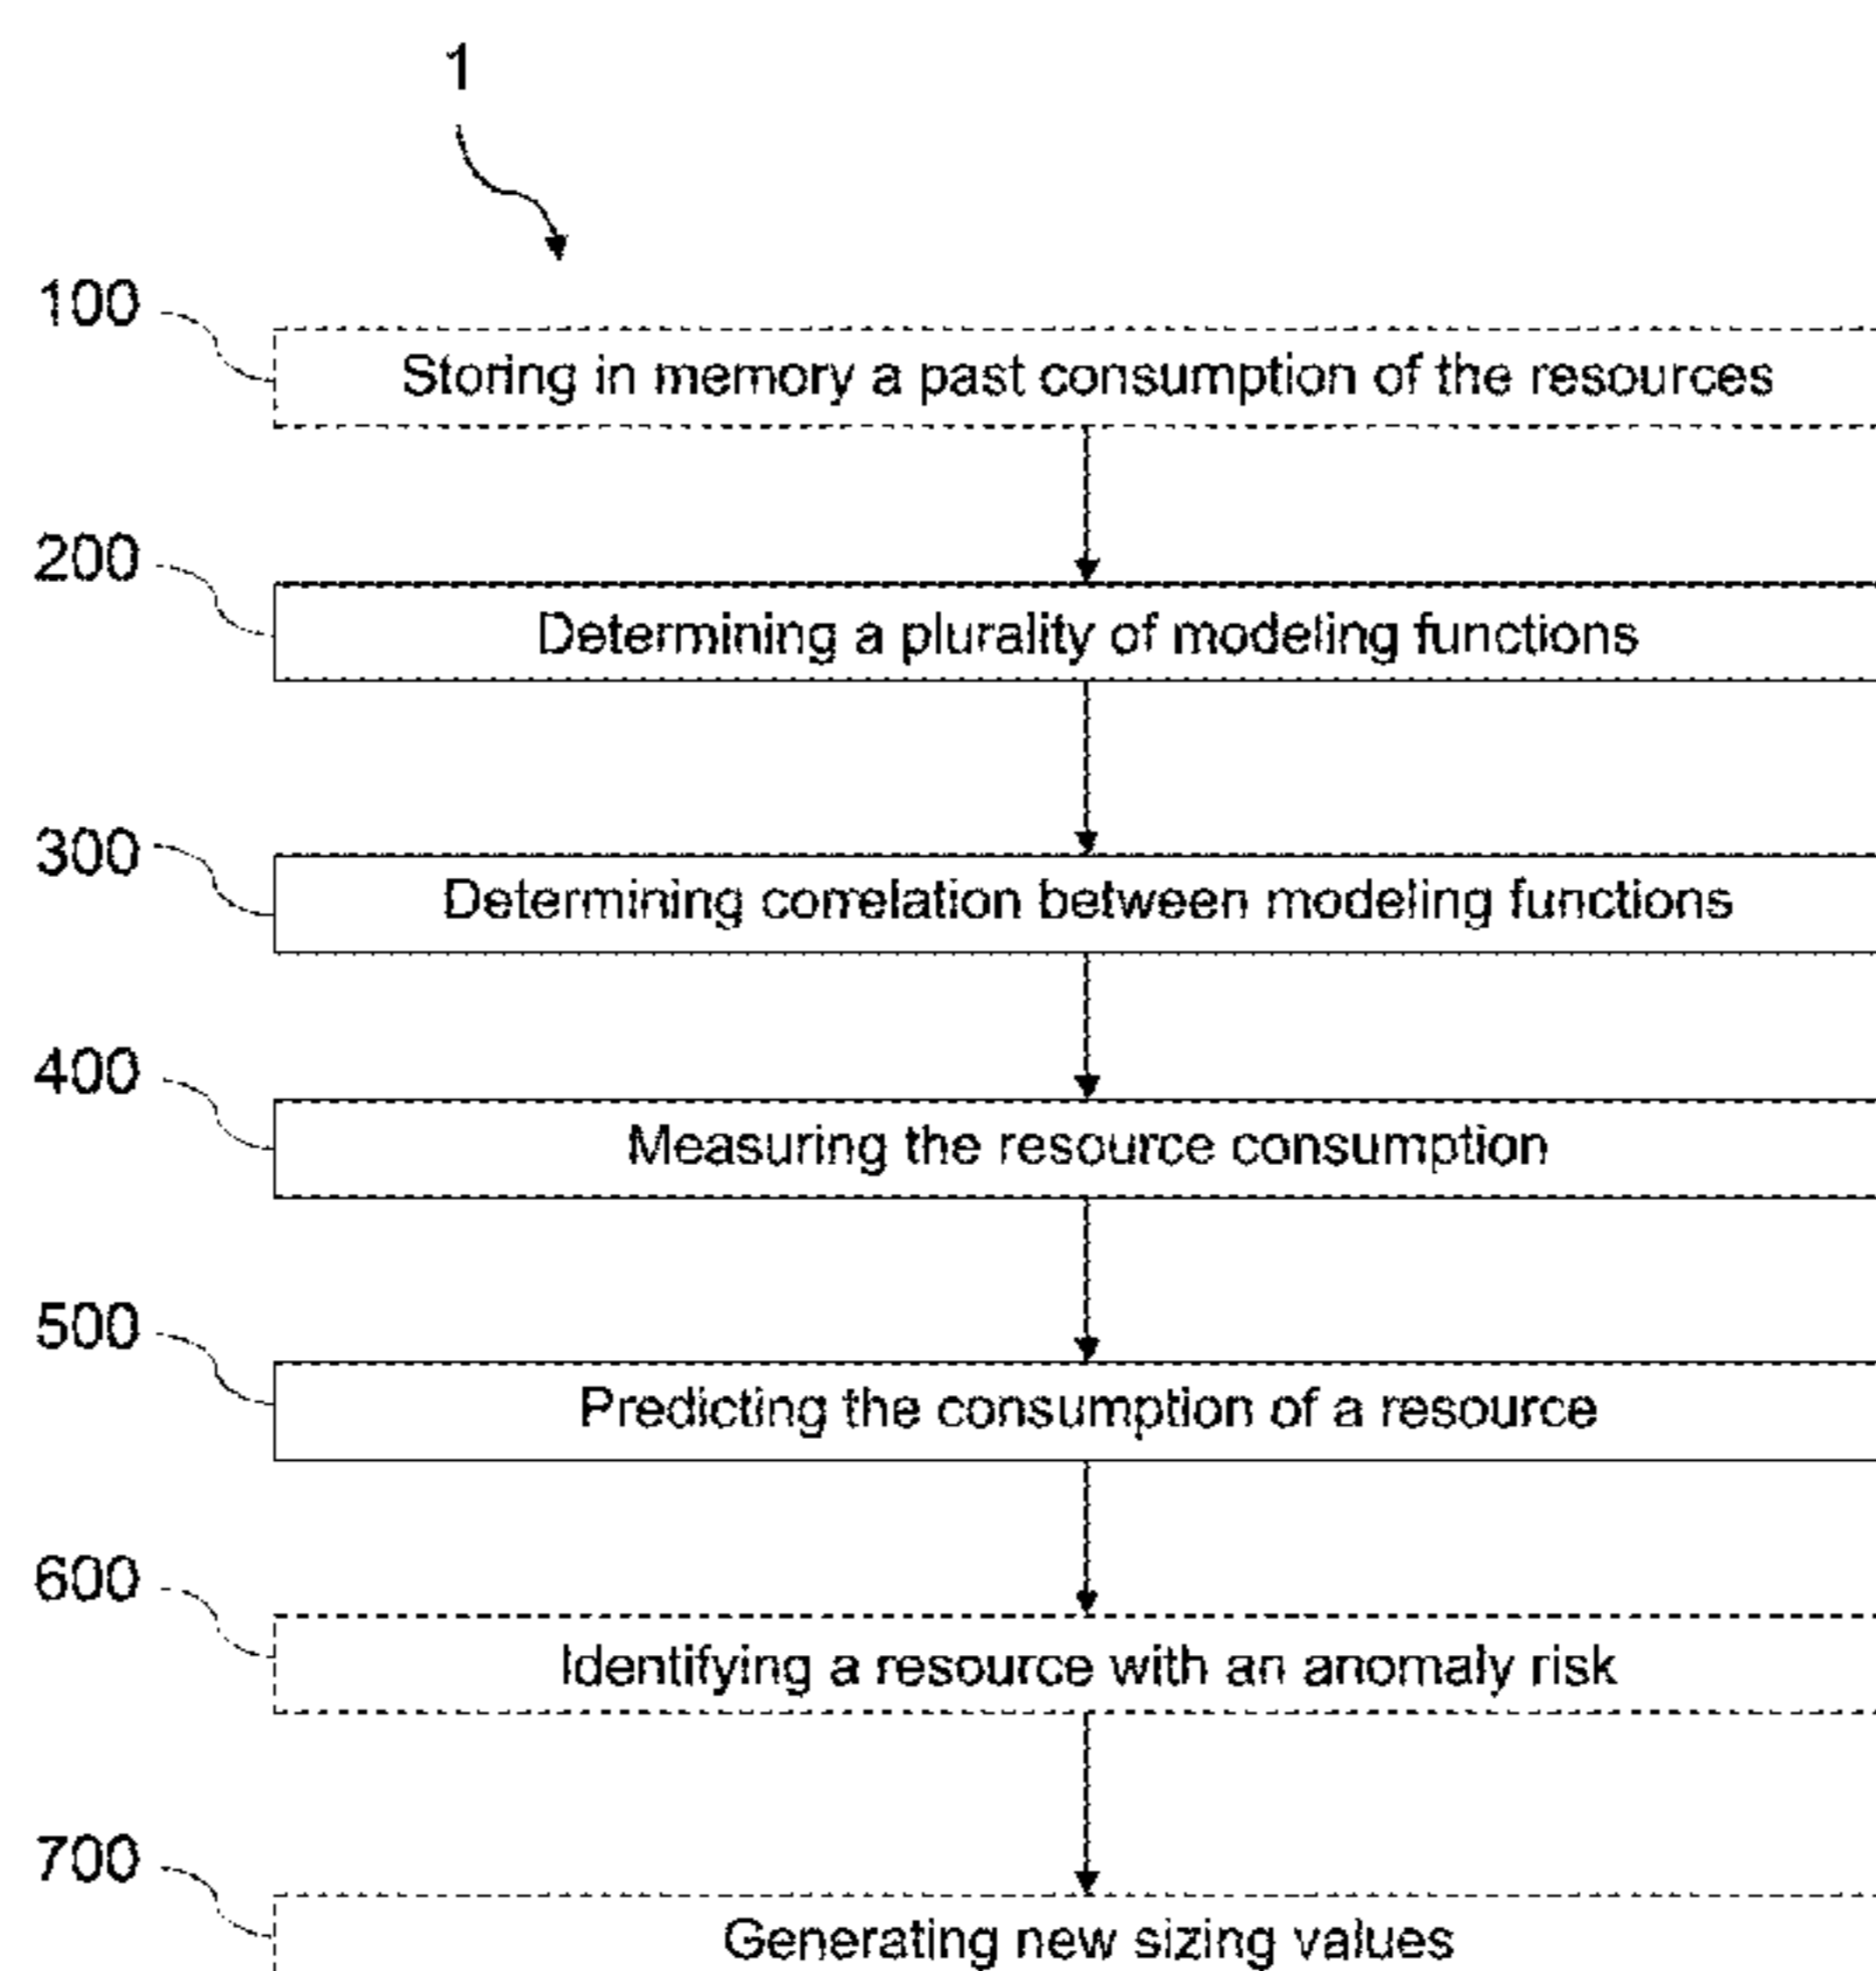 1
100
Storing in memory a past consumption of the resources
200
Determining a plurality of modeling functions
300
Determining correlation between modeling functions
400
Measuring the resource consumption
500
Predicting the consumption of a resource
600
Identifying a resource with an anomaly risk
700
Generating new sizing values